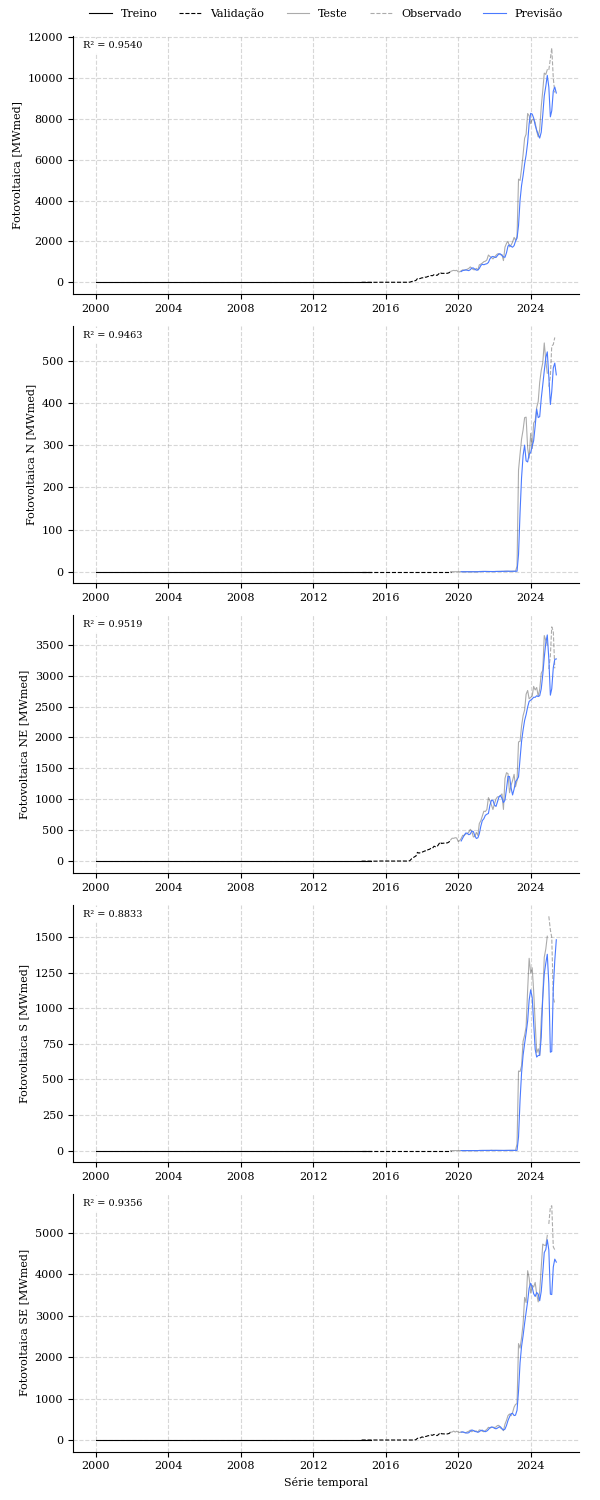 Treino Validação Teste Observado Previsão
R² = 0.9540
Fotovoltaica [MWmed]
12000
10000
8000
6000
4000
2000
0
2000 2004 2008 2012 2016 2020 2024
R² = 0.9463
Fotovoltaica N [MWmed]
500
400
300
200
100
0
2000 2004 2008 2012 2016 2020 2024
R² = 0.9519
Fotovoltaica NE [MWmed]
3500
3000
2500
2000
1500
1000
500
0
2000 2004 2008 2012 2016 2020 2024
R² = 0.8833
Fotovoltaica S [MWmed]
1500
1250
1000
750
500
250
0
2000 2004 2008 2012 2016 2020 2024
R² = 0.9356
Fotovoltaica SE [MWmed]
5000
4000
3000
2000
1000
0
2000 2004 2008 2012 2016 2020 2024
Série temporal